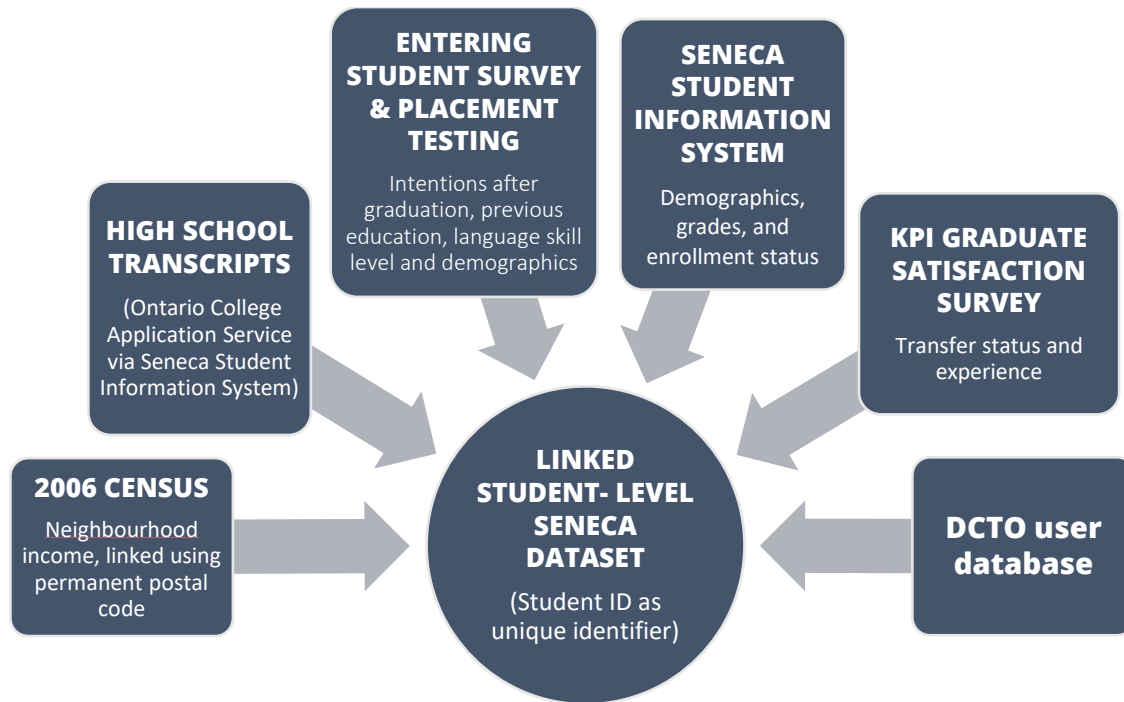 ENTERING
STUDENT SURVEY
& PLACEMENT
TESTING
Intentions after
graduation, previous
education, language skill
level and demographics
SENECA
STUDENT
INFORMATION
SYSTEM
Demographics,
grades, and
enrollment status
HIGH SCHOOL
TRANSCRIPTS
(Ontario College
Application Service
via Seneca Student
Information System)
KPI GRADUATE
SATISFACTION
SURVEY
Transfer status and
experience
2006 CENSUS
Neighbourhood
income, linked using
permanent postal
code
LINKED
STUDENT- LEVEL
SENECA
DATASET
(Student ID as
unique identifier)
DCTO user
database